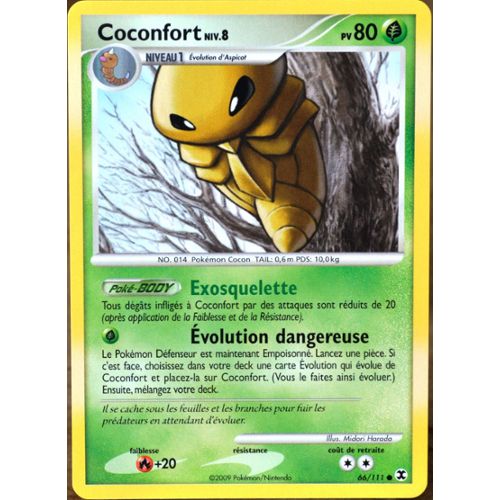 Coconfort NIV.8 PV 80
NIVEAU 1 Évolution d'Aspicot
NO. 014 Pokémon Cocon TAIL: 0,6 m PDS: 10,0 kg
Poké-BODY Exosquelette
Tous dégâts infligés à Coconfort par des attaques sont réduits de 20
(après application de la Faiblesse et de la Résistance).
Évolution dangereuse
Le Pokémon Défenseur est maintenant Empoisonné. Lancez une pièce. Si
c'est face, choisissez dans votre deck une carte Évolution qui évolue de
Coconfort et placez-la sur Coconfort. (Vous le faites ainsi évoluer.)
Ensuite, mélangez votre deck.
Il se cache sous les feuilles et les branches pour fuir les
prédateurs en attendant d'évoluer.
Illus. Midori Harada
faiblesse résistance coût de retraite
+20
©2009 Pokémon/Nintendo 66/111